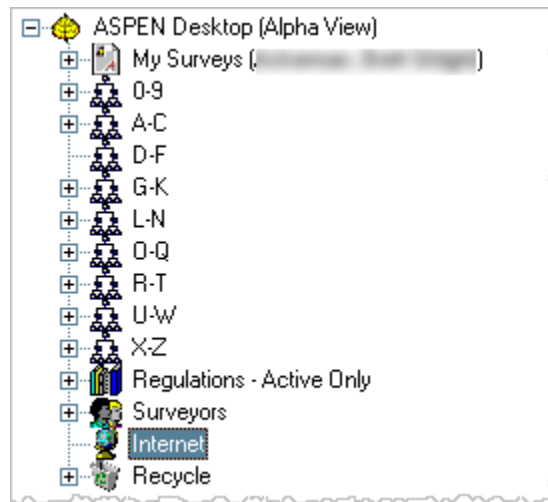 ASPEN Desktop (Alpha View)
My Surveys ( )
0-9
A-C
D-F
G-K
L-N
O-Q
R-T
U-W
X-Z
Regulations - Active Only
Surveyors
Internet
Recycle